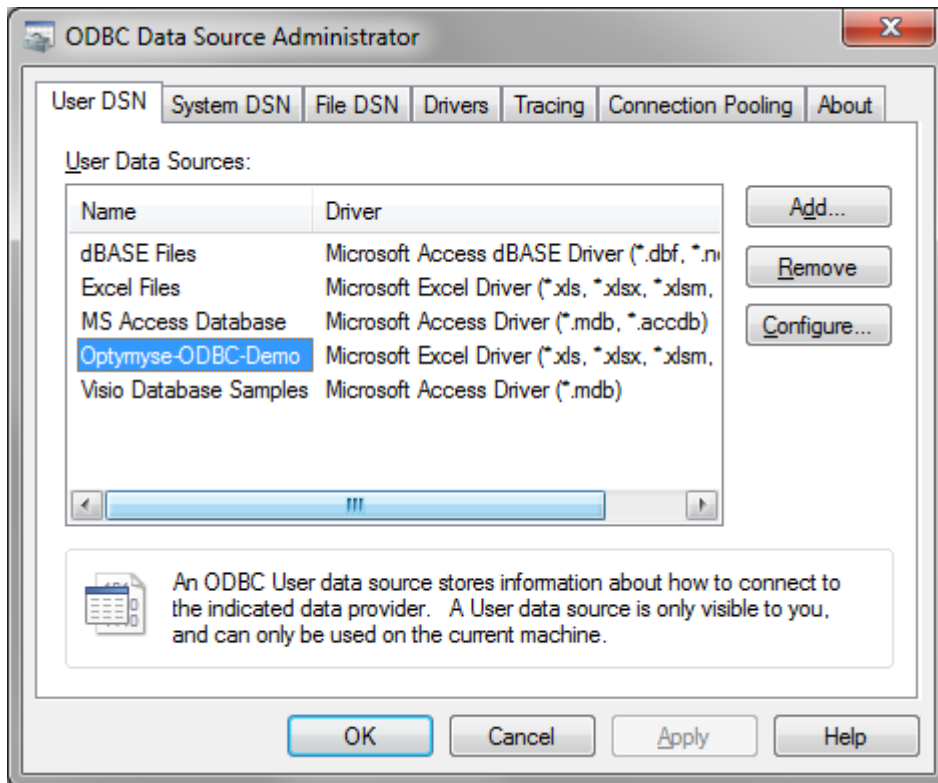 ODBC Data Source Administrator
User DSN System DSN File DSN Drivers Tracing Connection Pooling About
User Data Sources:
Name Driver
dBASE Files Microsoft Access dBASE Driver (*.dbf, *.n
Excel Files Microsoft Excel Driver (*.xls, *.xlsx, *.xlsm,
MS Access Database Microsoft Access Driver (*.mdb, *.accdb)
Optymyse-ODBC-Demo Microsoft Excel Driver (*.xls, *.xlsx, *.xlsm,
Visio Database Samples Microsoft Access Driver (*.mdb)
Add...
Remove
Configure...
An ODBC User data source stores information about how to connect to
the indicated data provider. A User data source is only visible to you,
and can only be used on the current machine.
OK Cancel Apply Help